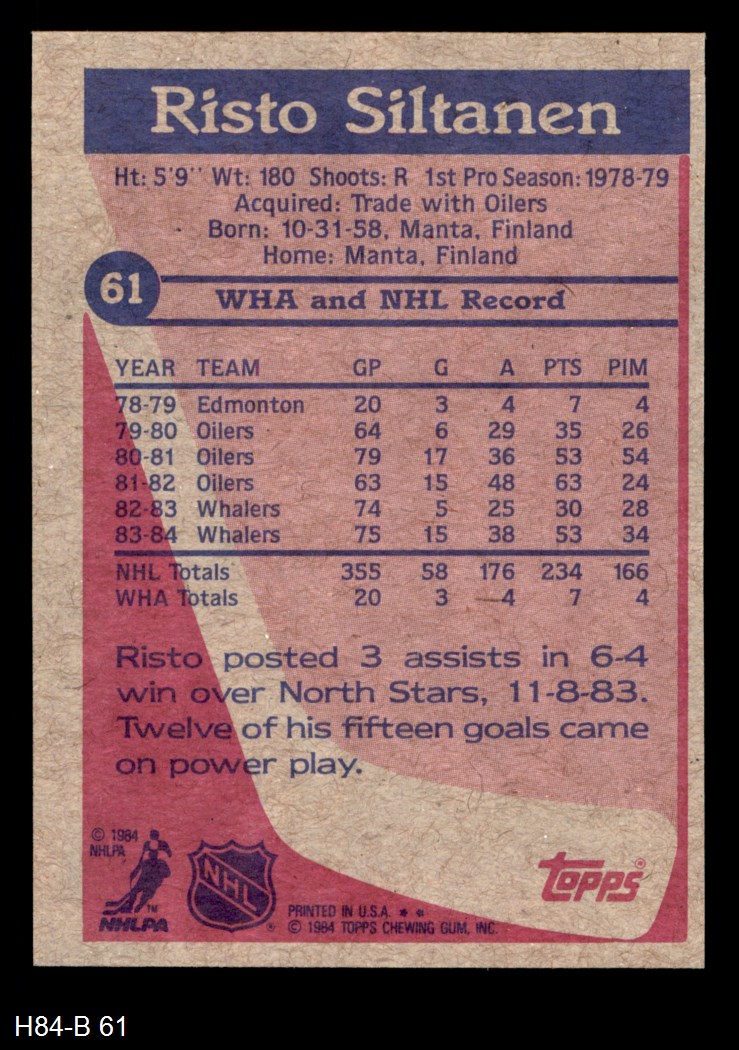 Risto Siltanen
Ht: 5'9'' Wt: 180 Shoots: R 1st Pro Season: 1978-79
Acquired: Trade with Oilers
Born: 10-31-58, Manta, Finland
Home: Manta, Finland
61
WHA and NHL Record
YEAR TEAM GP G A PTS PIM
78-79 Edmonton 20 3 4 7 4
79-80 Oilers 64 6 29 35 26
80-81 Oilers 79 17 36 53 54
81-82 Oilers 63 15 48 63 24
82-83 Whalers 74 5 25 30 28
83-84 Whalers 75 15 38 53 34
NHL Totals 355 58 176 234 166
WHA Totals 20 3 4 7 4
Risto posted 3 assists in 6-4
win over North Stars, 11-8-83.
Twelve of his fifteen goals came
on power play.
© 1984
NHLPA
TM
NHLPA
NHL
®
PRINTED IN U.S.A. * *
© 1984 TOPPS CHEWING GUM, INC.
topps®
H84-B 61